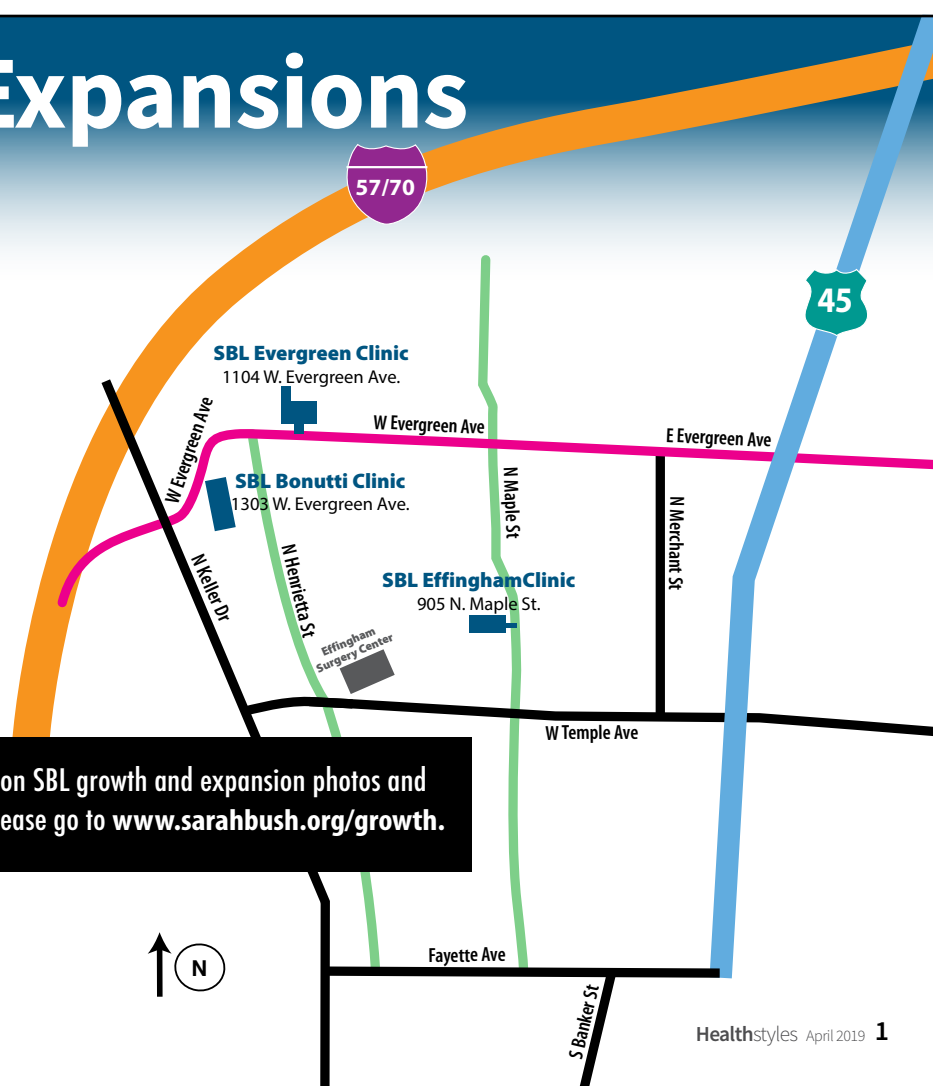 Expansions
57/70
45
SBL Evergreen Clinic
1104 W. Evergreen Ave.
W Evergreen Ave
E Evergreen Ave
W Evergreen Ave
SBL Bonutti Clinic
1303 W. Evergreen Ave.
N Maple St
N Merchant St
N Keller Dr
N Henrietta St
SBL EffinghamClinic
905 N. Maple St.
Effingham
Surgery Center
W Temple Ave
on SBL growth and expansion photos and
ease go to www.sarahbush.org/growth.
Fayette Ave
N
S Banker St
Healthstyles April 2019 1